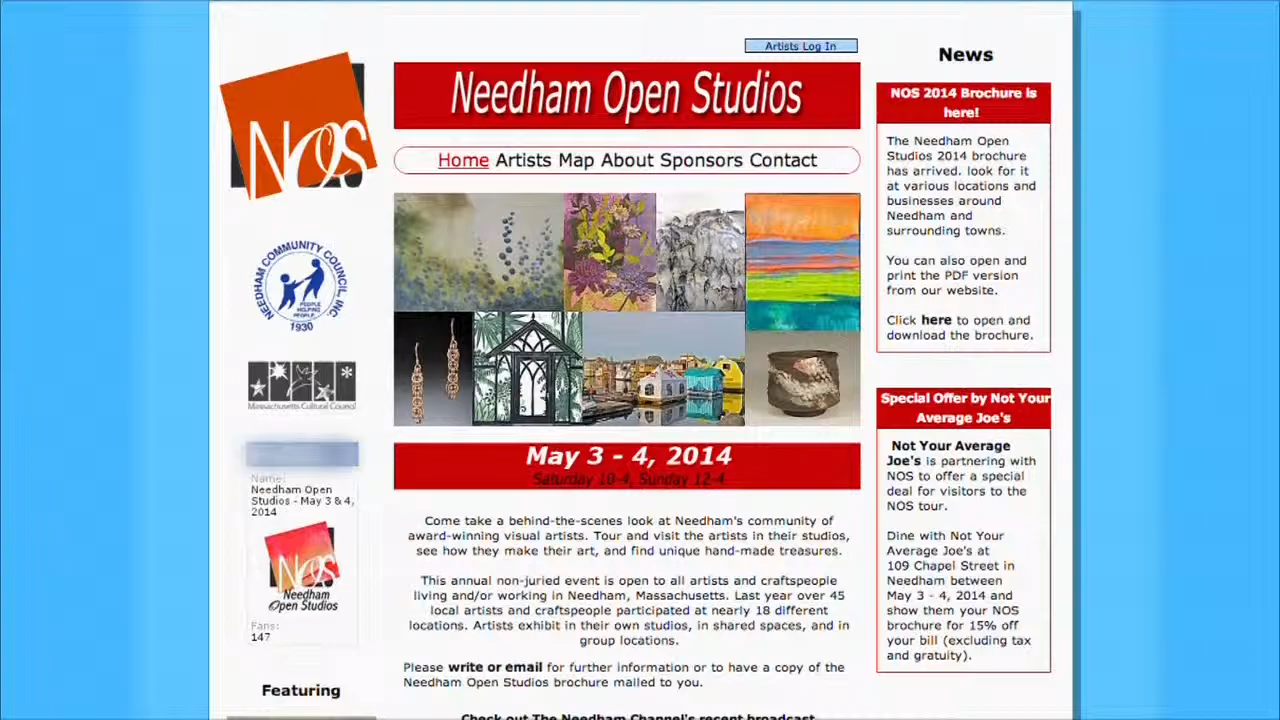 Artists Log In
Needham Open Studios
Home Artists Map About Sponsors Contact
NOS
NEEDHAM COMMUNITY COUNCIL, INC.
PEOPLE
HELPING
PEOPLE
1930
Massachusetts Cultural Council
Name:
Needham Open
Studios - May 3 & 4,
2014
NOS
Needham
Open Studios
Fans:
147
Featuring
May 3 - 4, 2014
Saturday 10-4, Sunday 12-4
Come take a behind-the-scenes look at Needham's community of
award-winning visual artists. Tour and visit the artists in their studios,
see how they make their art, and find unique hand-made treasures.
This annual non-juried event is open to all artists and craftspeople
living and/or working in Needham, Massachusetts. Last year over 45
local artists and craftspeople participated at nearly 18 different
locations. Artists exhibit in their own studios, in shared spaces, and in
group locations.
Please write or email for further information or to have a copy of the
Needham Open Studios brochure mailed to you.
Check out The Needham Channel's recent broadcast
News
NOS 2014 Brochure is
here!
The Needham Open
Studios 2014 brochure
has arrived. look for it
at various locations and
businesses around
Needham and
surrounding towns.
You can also open and
print the PDF version
from our website.
Click here to open and
download the brochure.
Special Offer by Not Your
Average Joe's
Not Your Average
Joe's is partnering with
NOS to offer a special
deal for visitors to the
NOS tour.
Dine with Not Your
Average Joe's at
109 Chapel Street in
Needham between
May 3 - 4, 2014 and
show them your NOS
brochure for 15% off
your bill (excluding tax
and gratuity).